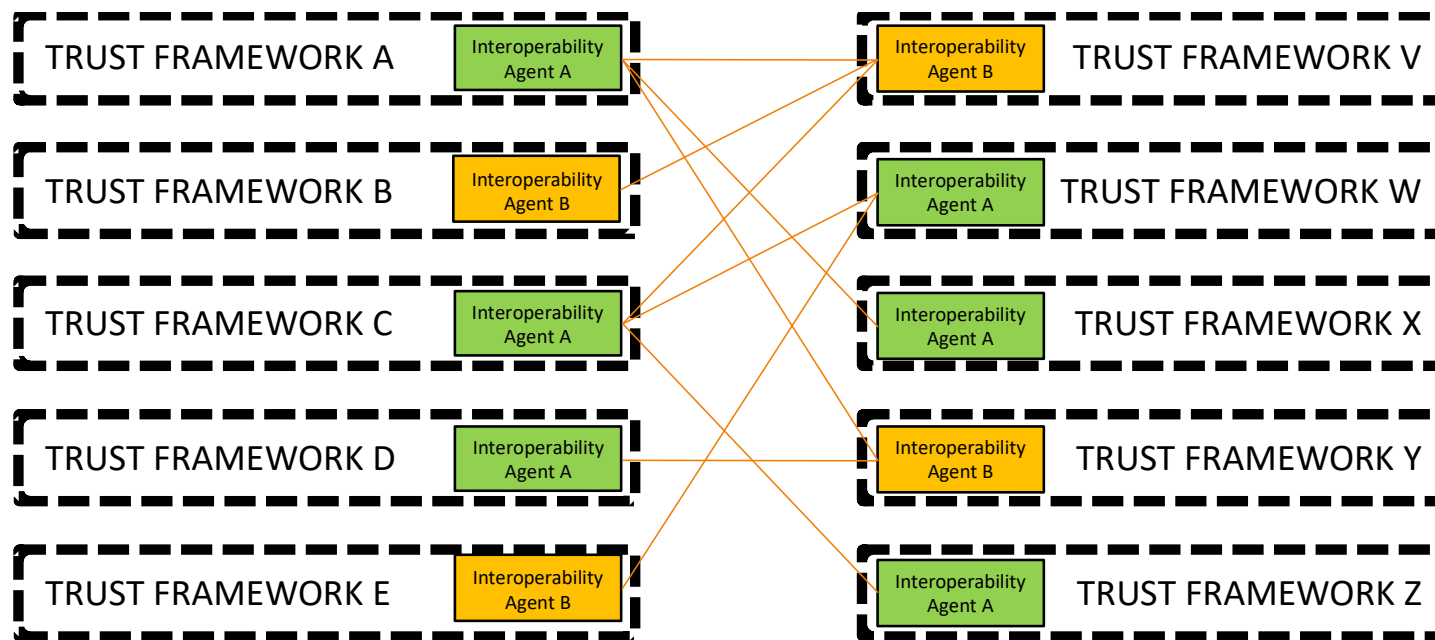 TRUST FRAMEWORK A
Interoperability
Agent A
Interoperability
Agent B
TRUST FRAMEWORK V
TRUST FRAMEWORK B
Interoperability
Agent B
Interoperability
Agent A
TRUST FRAMEWORK W
TRUST FRAMEWORK C
Interoperability
Agent A
Interoperability
Agent A
TRUST FRAMEWORK X
TRUST FRAMEWORK D
Interoperability
Agent A
Interoperability
Agent B
TRUST FRAMEWORK Y
TRUST FRAMEWORK E
Interoperability
Agent B
Interoperability
Agent A
TRUST FRAMEWORK Z